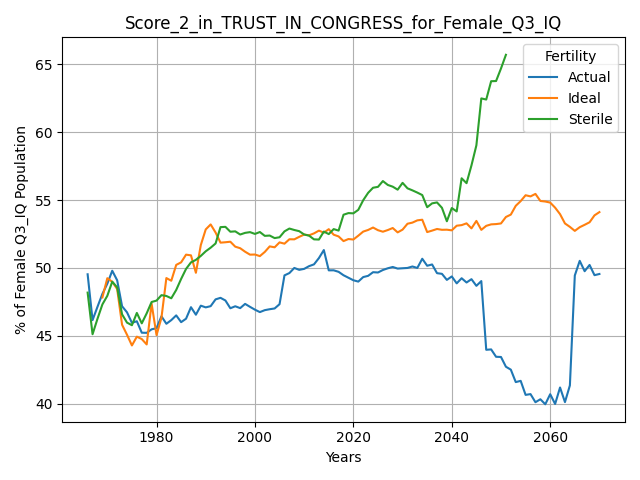 Score_2_in_TRUST_IN_CONGRESS_for_Female_Q3_IQ
% of Female Q3_IQ Population
65
60
55
50
45
40
Fertility
Actual
Ideal
Sterile
1980 2000 2020 2040 2060
Years